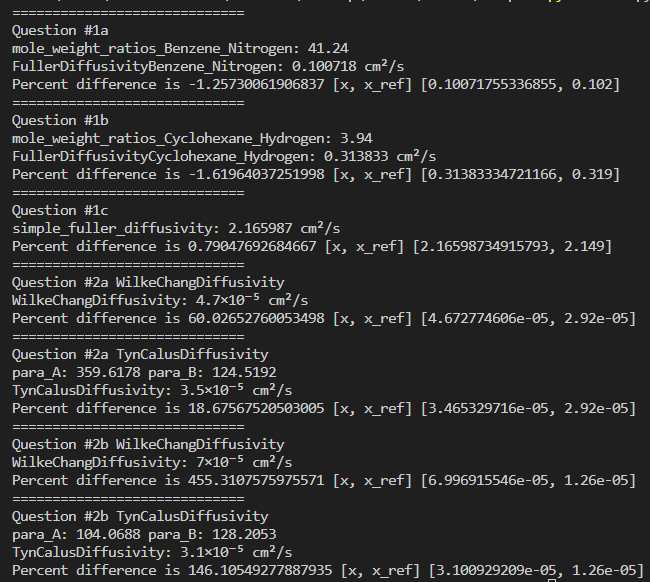 =============================
Question #1a
mole_weight_ratios_Benzene_Nitrogen: 41.24
FullerDiffusivityBenzene_Nitrogen: 0.100718 cm²/s
Percent difference is -1.25730061906837 [x, x_ref] [0.10071755336855, 0.102]
=============================
Question #1b
mole_weight_ratios_Cyclohexane_Hydrogen: 3.94
FullerDiffusivityCyclohexane_Hydrogen: 0.313833 cm²/s
Percent difference is -1.61964037251998 [x, x_ref] [0.31383334721166, 0.319]
=============================
Question #1c
simple_fuller_diffusivity: 2.165987 cm²/s
Percent difference is 0.79047692684667 [x, x_ref] [2.16598734915793, 2.149]
=============================
Question #2a WilkeChangDiffusivity
WilkeChangDiffusivity: 4.7×10⁻⁵ cm²/s
Percent difference is 60.02652760053498 [x, x_ref] [4.672774606e-05, 2.92e-05]
=============================
Question #2a TynCalusDiffusivity
para_A: 359.6178 para_B: 124.5192
TynCalusDiffusivity: 3.5×10⁻⁵ cm²/s
Percent difference is 18.67567520503005 [x, x_ref] [3.465329716e-05, 2.92e-05]
=============================
Question #2b WilkeChangDiffusivity
WilkeChangDiffusivity: 7×10⁻⁵ cm²/s
Percent difference is 455.3107575975571 [x, x_ref] [6.996915546e-05, 1.26e-05]
=============================
Question #2b TynCalusDiffusivity
para_A: 104.0688 para_B: 128.2053
TynCalusDiffusivity: 3.1×10⁻⁵ cm²/s
Percent difference is 146.10549277887935 [x, x_ref] [3.100929209e-05, 1.26e-05]